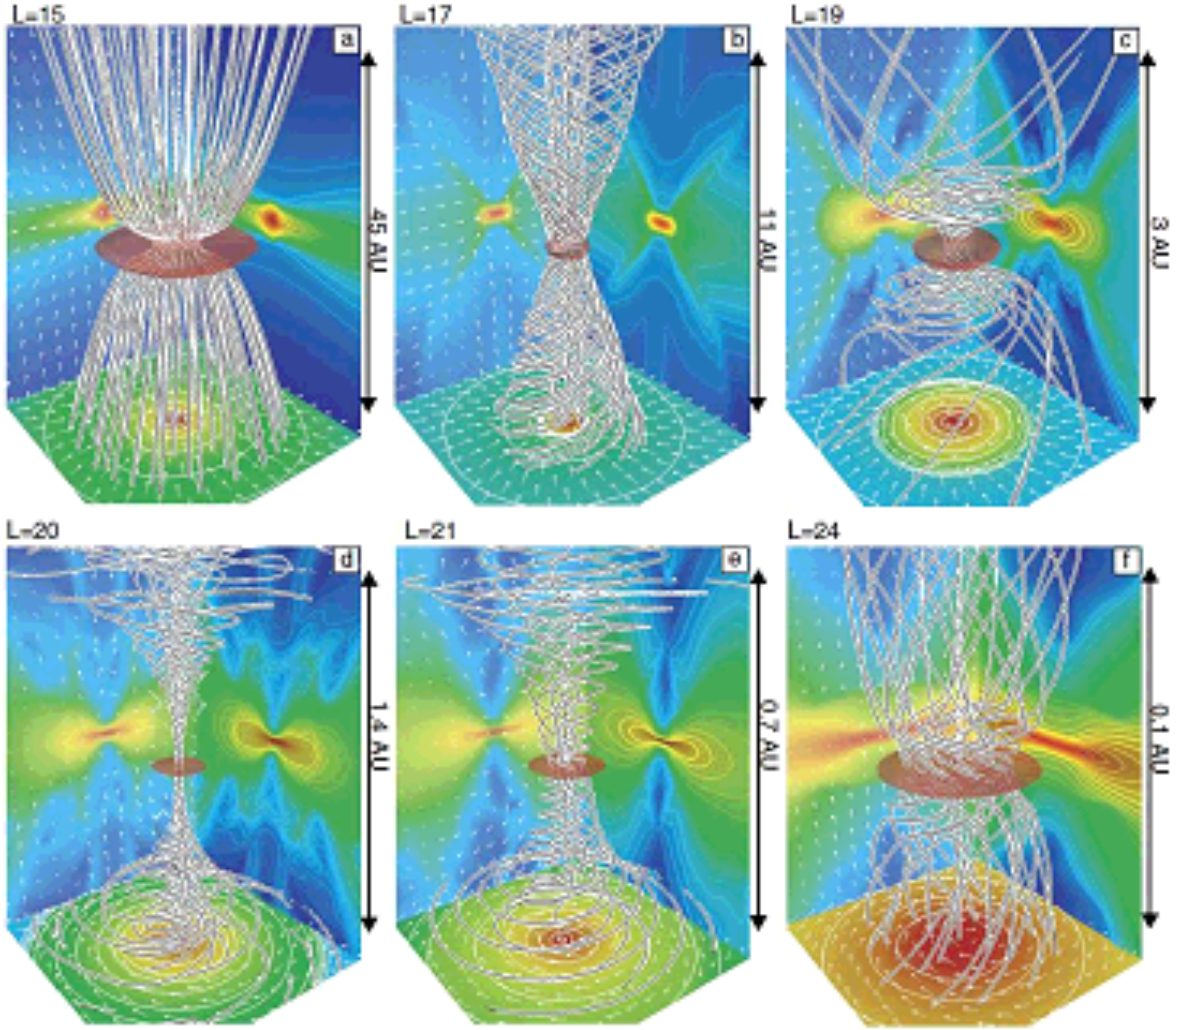 L=15
a
45 AU
L=17
b
11 AU
L=19
c
3 AU
L=20
d
1.4 AU
L=21
e
0.7 AU
L=24
f
0.1 AU